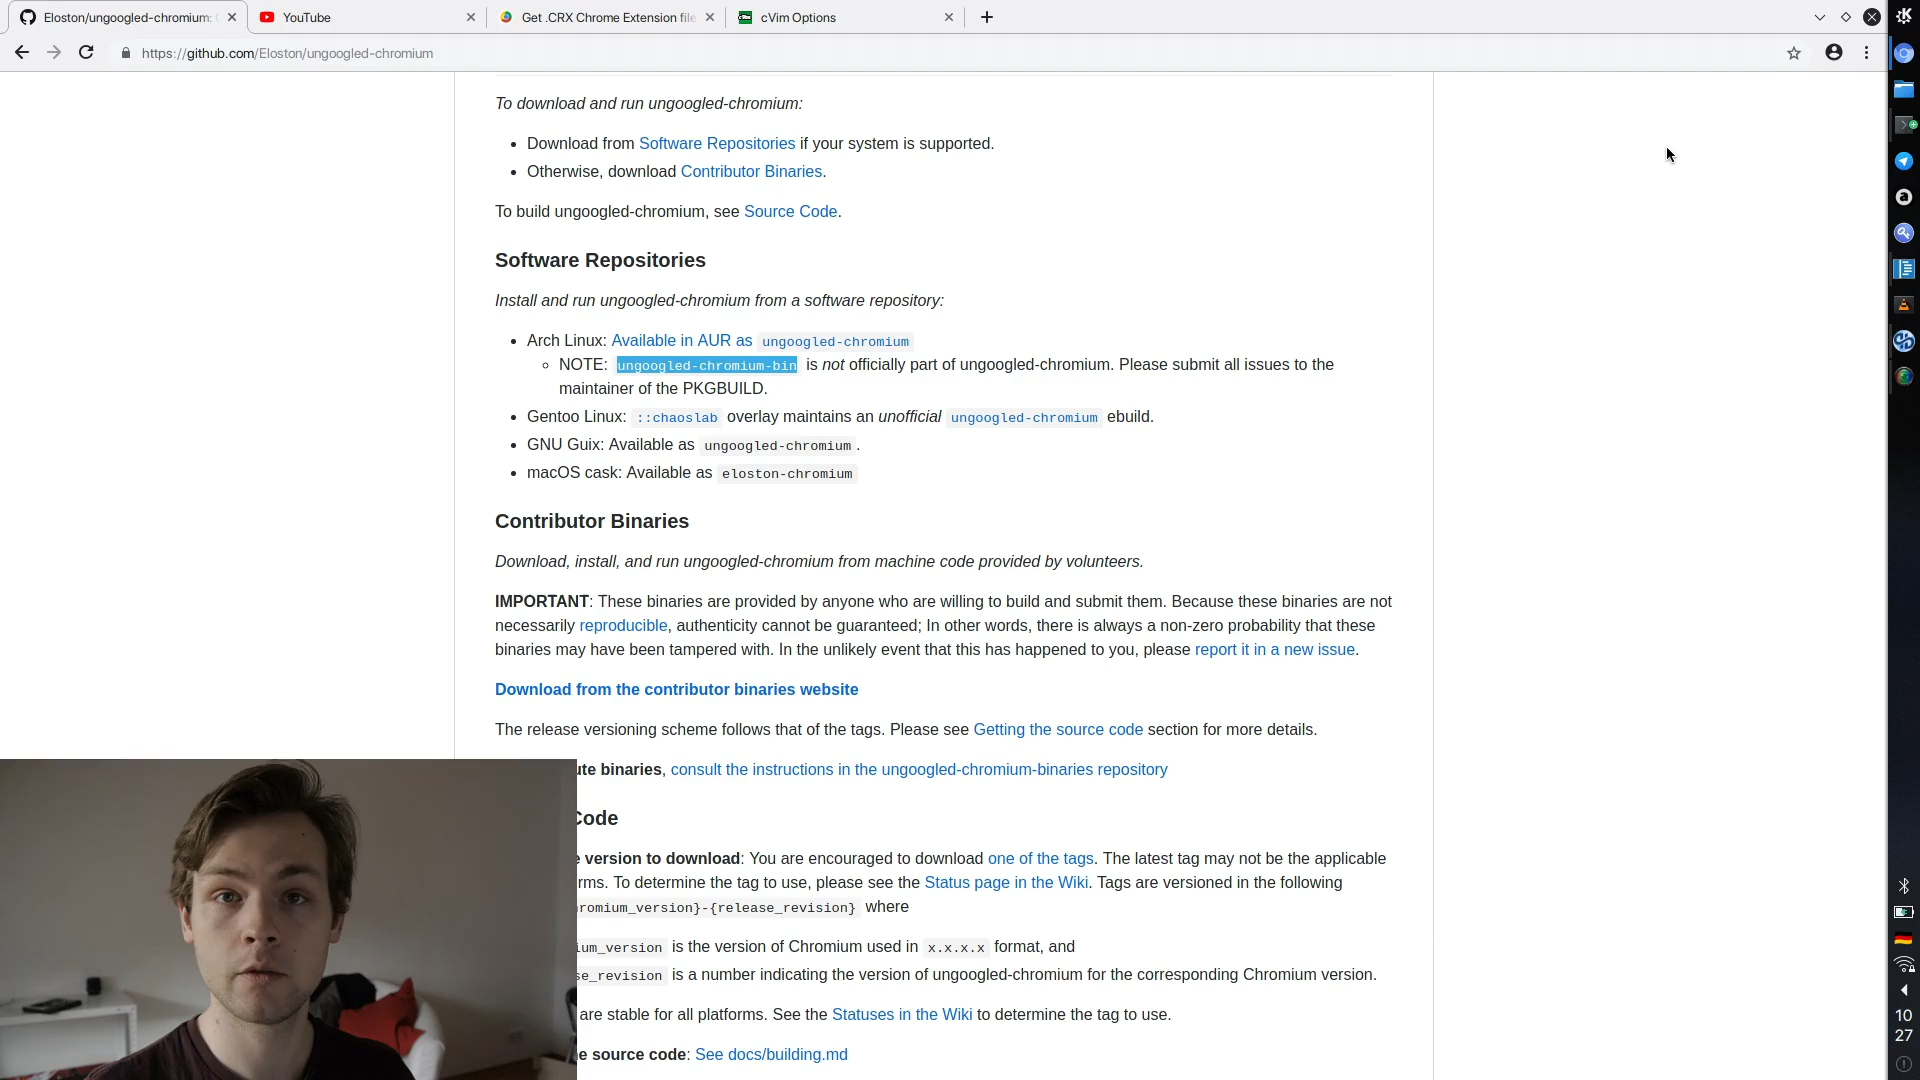 Eloston/ungoogled-chromium:
YouTube
Get .CRX Chrome Extension file
cVim Options
https://github.com/Eloston/ungoogled-chromium
To download and run ungoogled-chromium:
Download from Software Repositories if your system is supported.
Otherwise, download Contributor Binaries.
To build ungoogled-chromium, see Source Code.
Software Repositories
Install and run ungoogled-chromium from a software repository:
Arch Linux: Available in AUR as ungoogled-chromium
NOTE: ungoogled-chromium-bin is not officially part of ungoogled-chromium. Please submit all issues to the
maintainer of the PKGBUILD.
Gentoo Linux: ::chaoslab overlay maintains an unofficial ungoogled-chromium ebuild.
GNU Guix: Available as ungoogled-chromium.
macOS cask: Available as eloston-chromium
Contributor Binaries
Download, install, and run ungoogled-chromium from machine code provided by volunteers.
IMPORTANT: These binaries are provided by anyone who are willing to build and submit them. Because these binaries are not
necessarily reproducible, authenticity cannot be guaranteed; In other words, there is always a non-zero probability that these
binaries may have been tampered with. In the unlikely event that this has happened to you, please report it in a new issue.
Download from the contributor binaries website
The release versioning scheme follows that of the tags. Please see Getting the source code section for more details.
ute binaries, consult the instructions in the ungoogled-chromium-binaries repository
Code
e version to download: You are encouraged to download one of the tags. The latest tag may not be the applicable
rms. To determine the tag to use, please see the Status page in the Wiki. Tags are versioned in the following
romium_version}-{release_revision} where
ium_version is the version of Chromium used in x.x.x.x format, and
se_revision is a number indicating the version of ungoogled-chromium for the corresponding Chromium version.
are stable for all platforms. See the Statuses in the Wiki to determine the tag to use.
e source code: See docs/building.md
10
27